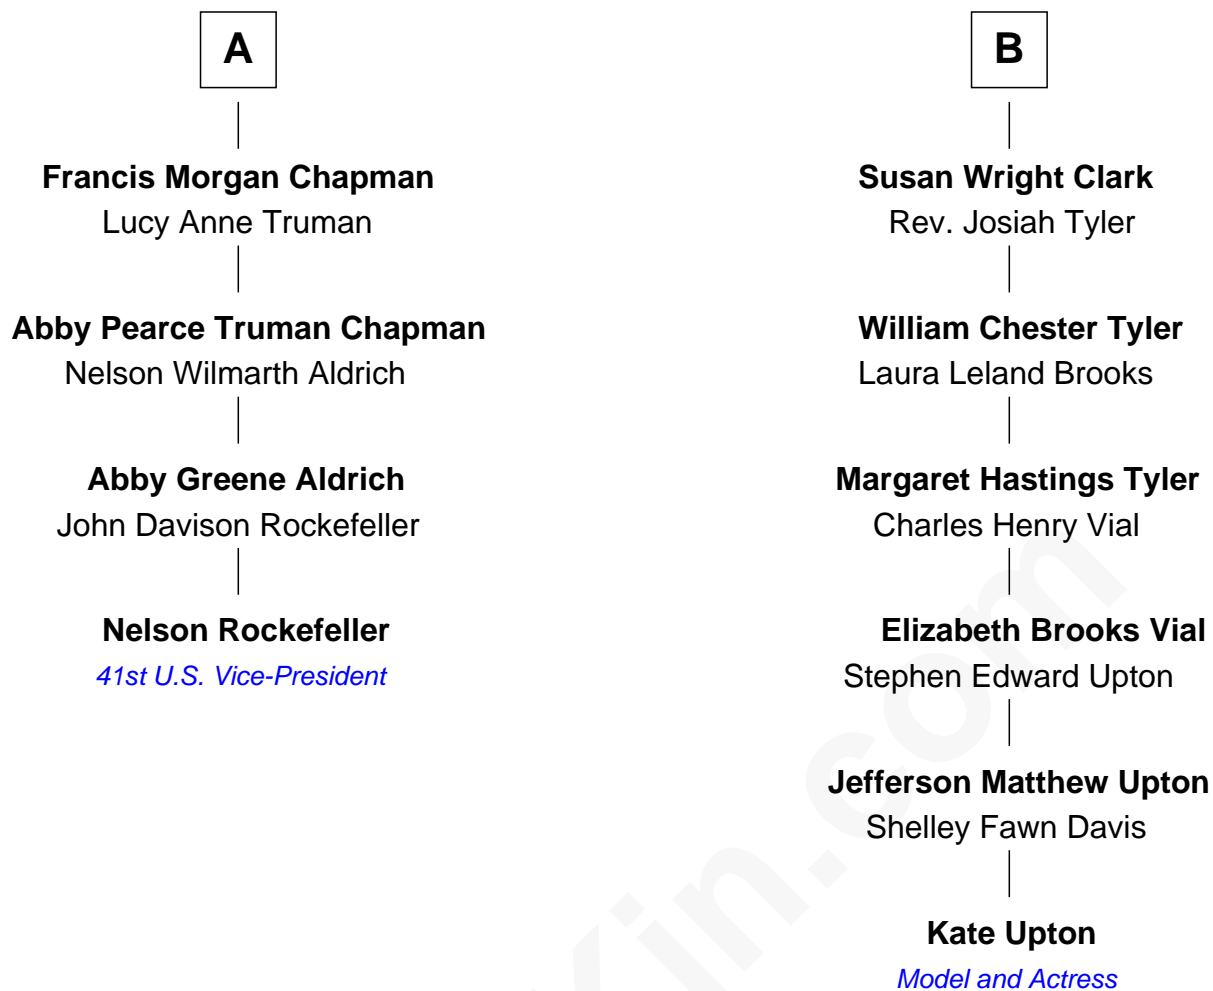 A
Francis Morgan Chapman
Lucy Anne Truman
Abby Pearce Truman Chapman
Nelson Wilmarth Aldrich
Abby Greene Aldrich
John Davison Rockefeller
Nelson Rockefeller
41st U.S. Vice-President
B
Susan Wright Clark
Rev. Josiah Tyler
William Chester Tyler
Laura Leland Brooks
Margaret Hastings Tyler
Charles Henry Vial
Elizabeth Brooks Vial
Stephen Edward Upton
Jefferson Matthew Upton
Shelley Fawn Davis
Kate Upton
Model and Actress